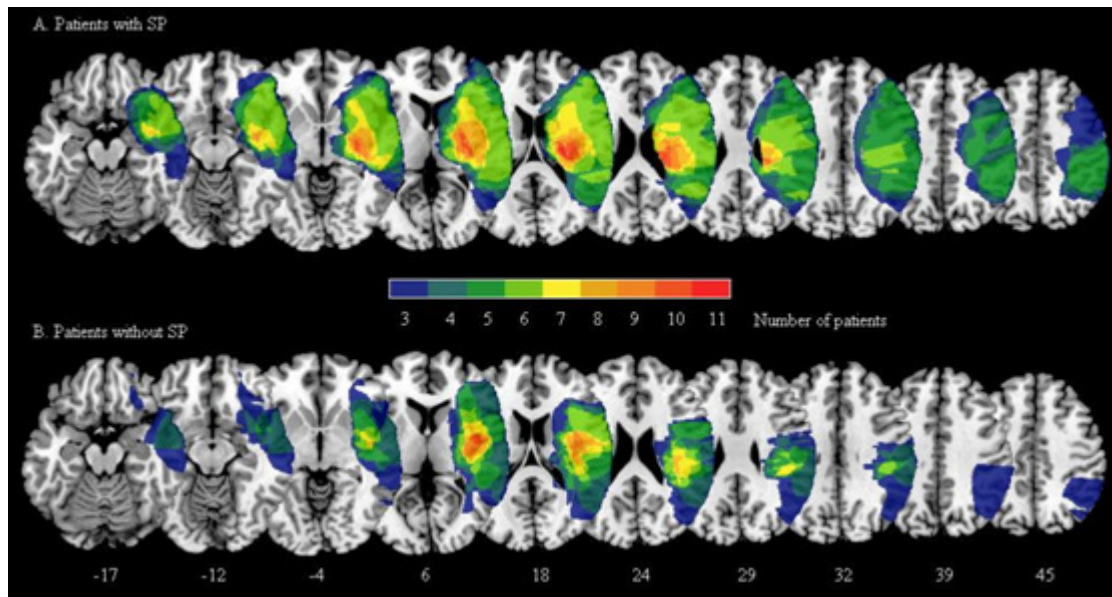 A. Patients with SP
3 4 5 6 7 8 9 10 11 Number of patients
B. Patients without SP
-17 -12 -4 6 18 24 29 32 39 45